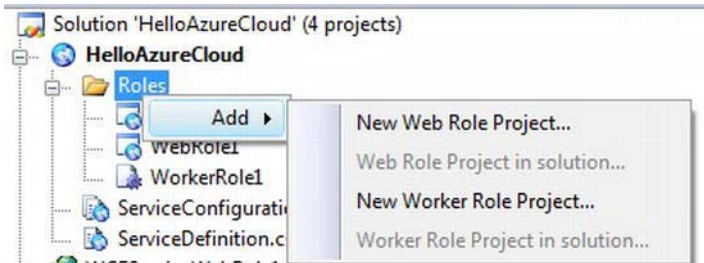 Solution 'HelloAzureCloud' (4 projects)
HelloAzureCloud
Roles
Add
New Web Role Project...
WebRole1
Web Role Project in solution...
WorkerRole1
New Worker Role Project...
ServiceConfigurati
ServiceDefinition.c
Worker Role Project in solution...